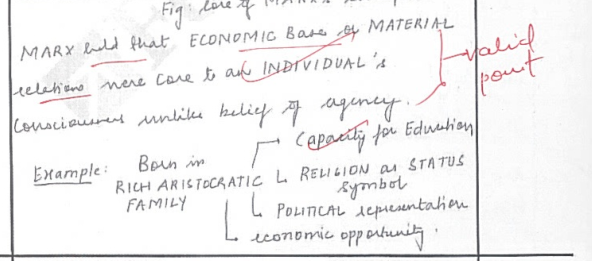 Fig: core of MARX's
MARX held that ECONOMIC Base of MATERIAL
relations were core to an INDIVIDUAL's
Consciousness unlike belief of agency.
valid
point
Example: Born in
RICH ARISTOCRATIC
FAMILY
Capacity for Education
RELIGION as STATUS
Symbol
POLITICAL representation
economic opportunity.